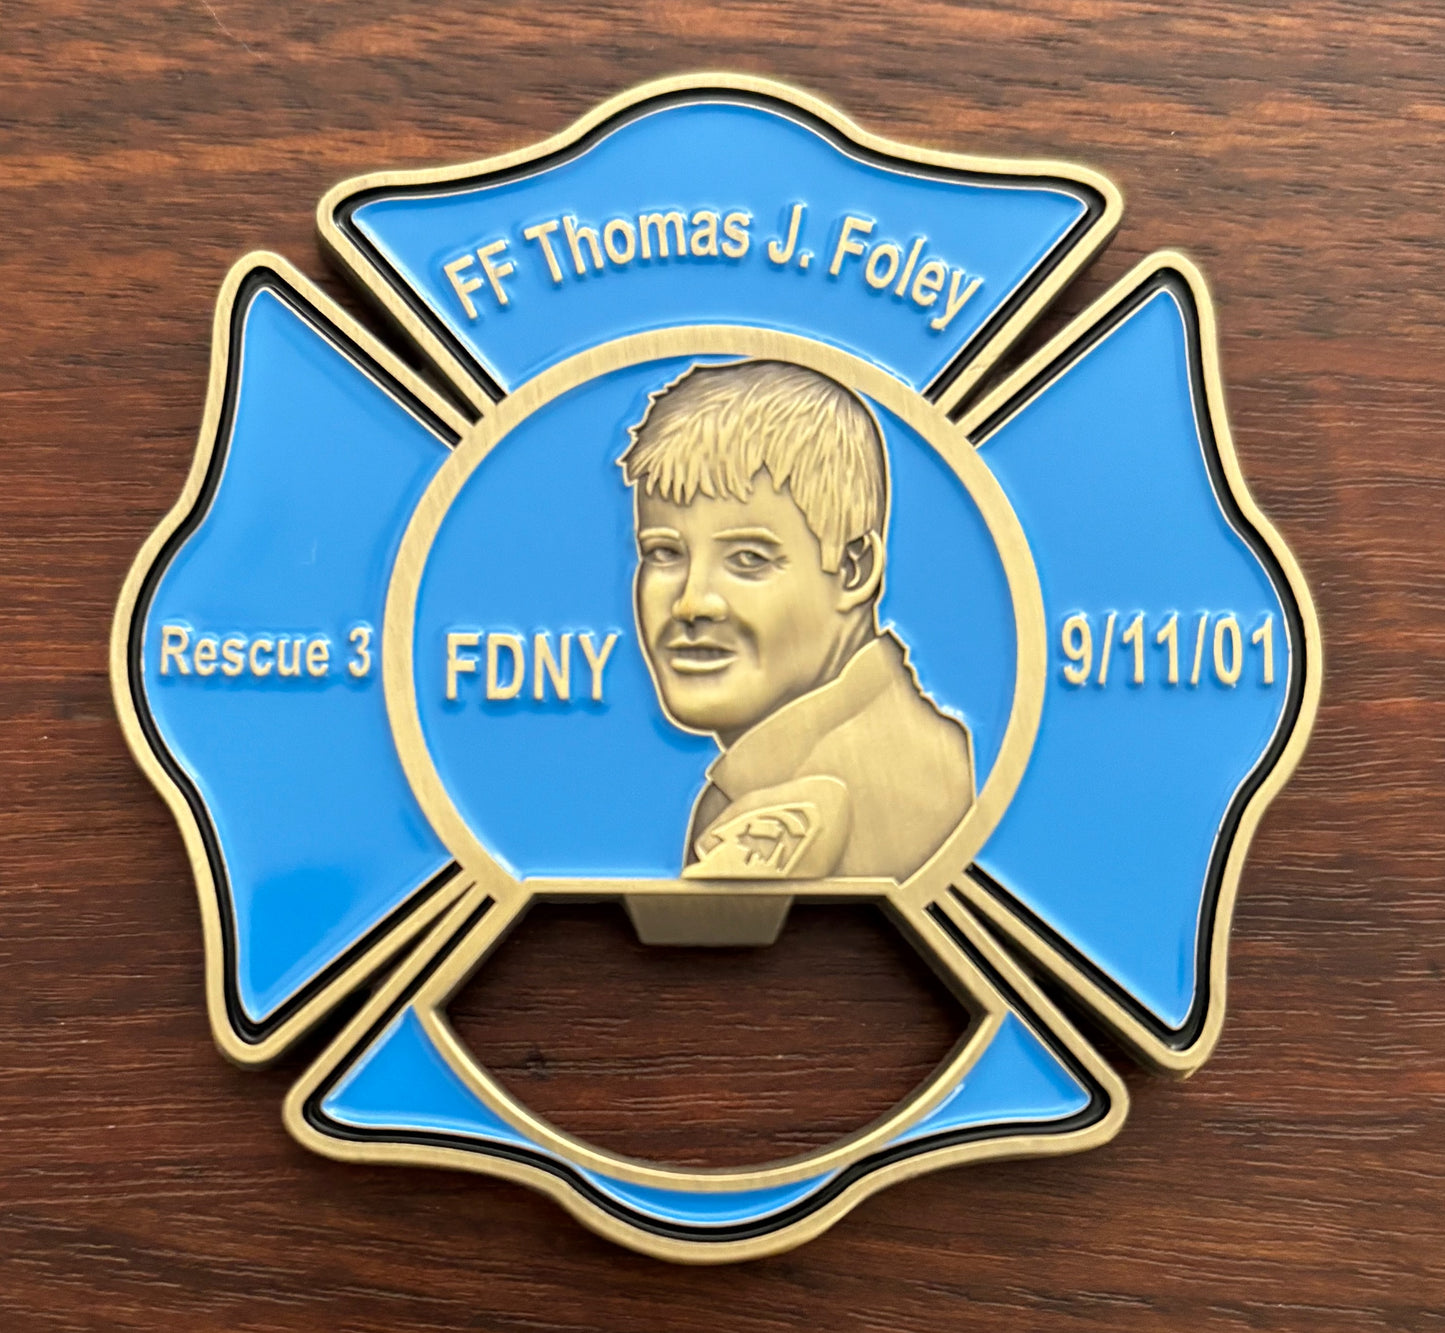 FF Thomas J. Foley
Rescue 3
FDNY
9/11/01